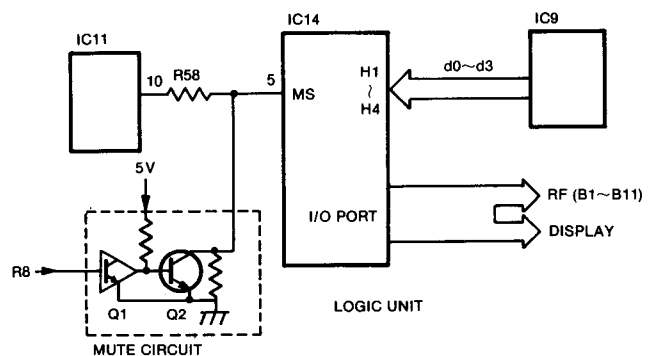 IC14
IC11
IC9
10
R58
5
MS
H1
~
H4
d0~d3
5V
I/O PORT
RF (B1~B11)
DISPLAY
R8
Q1
Q2
LOGIC UNIT
MUTE CIRCUIT